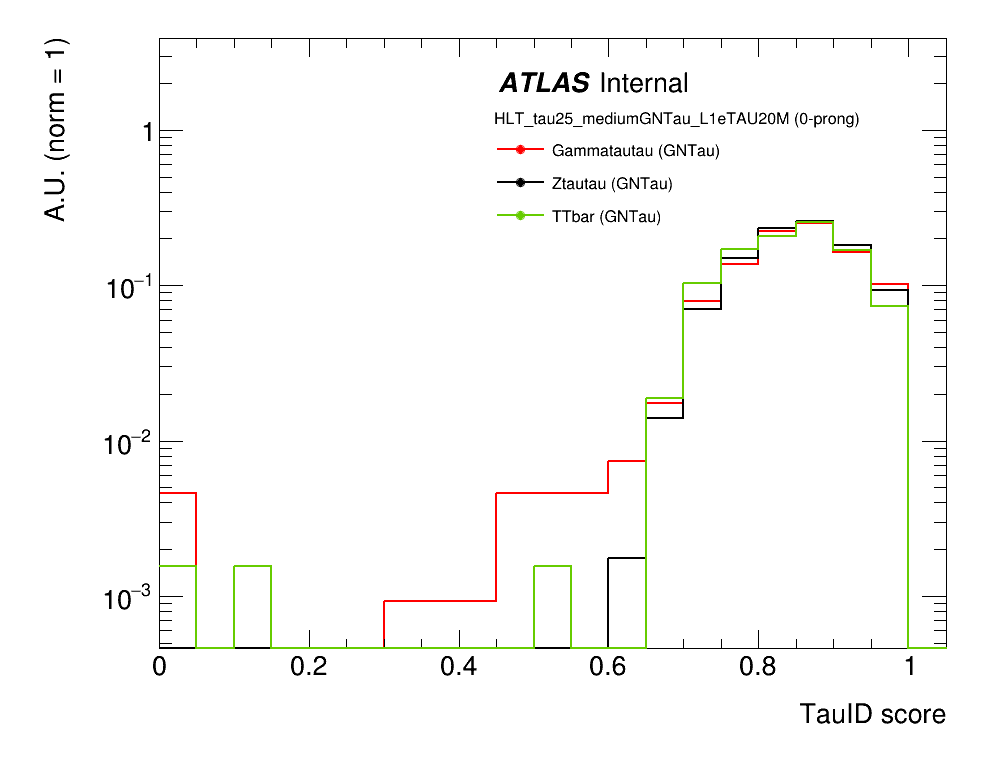 A.U. (norm = 1)
ATLAS Internal
HLT_tau25_mediumGNTau_L1eTAU20M (0-prong)
Gammatautau (GNTau)
Ztautau (GNTau)
TTbar (GNTau)
1
10⁻¹
10⁻²
10⁻³
0 0.2 0.4 0.6 0.8 1
TauID score